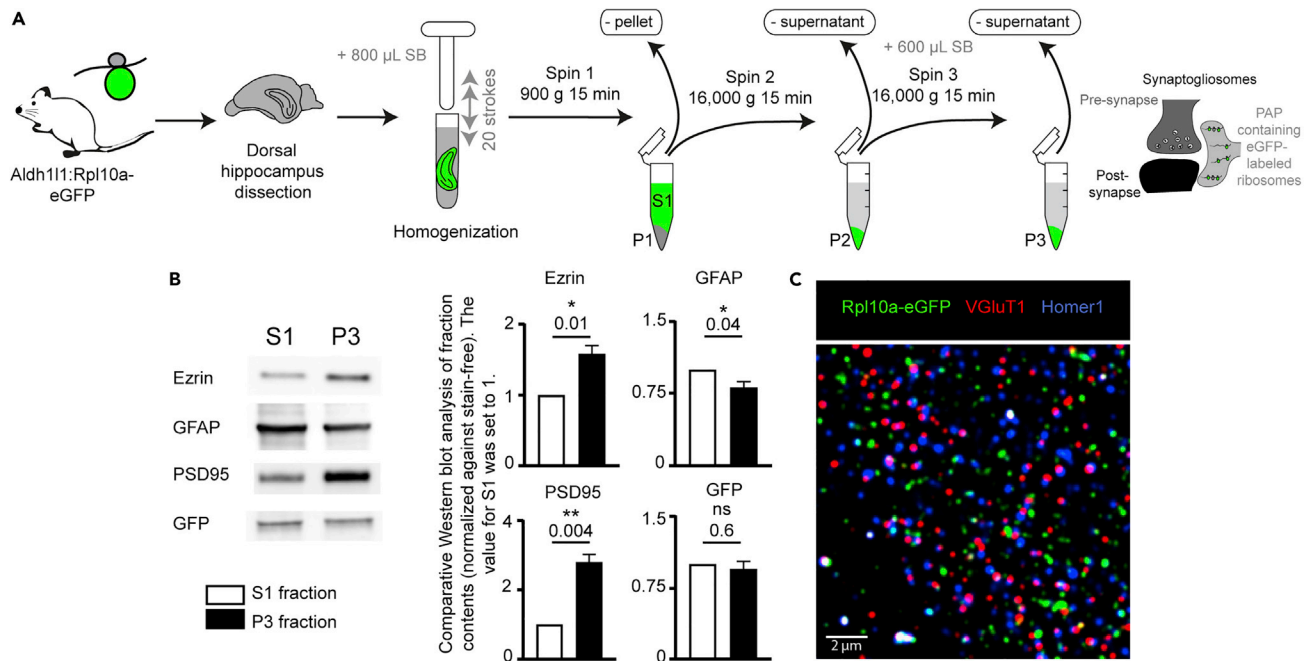 A
Aldh1l1:Rpl10a-
eGFP
Dorsal
hippocampus
dissection
+ 800 µL SB
20 strokes
Homogenization
Spin 1
900 g 15 min
- pellet
S1
P1
Spin 2
16,000 g 15 min
- supernatant
P2
+ 600 µL SB
Spin 3
16,000 g 15 min
- supernatant
P3
Synaptogliosomes
Pre-synapse
Post-
synapse
PAP
containing
eGFP-
labeled
ribosomes
B
S1 P3
Ezrin
GFAP
PSD95
GFP
S1 fraction
P3 fraction
Comparative Western blot analysis of fraction
contents (normalized against stain-free). The
value for S1 was set to 1.
Ezrin
*
0.01
2
1
0
GFAP
*
0.04
1.5
0.75
0
PSD95
**
0.004
4
2
0
GFP
ns
0.6
1.5
0.75
0
C
Rpl10a-eGFP VGluT1 Homer1
2 µm